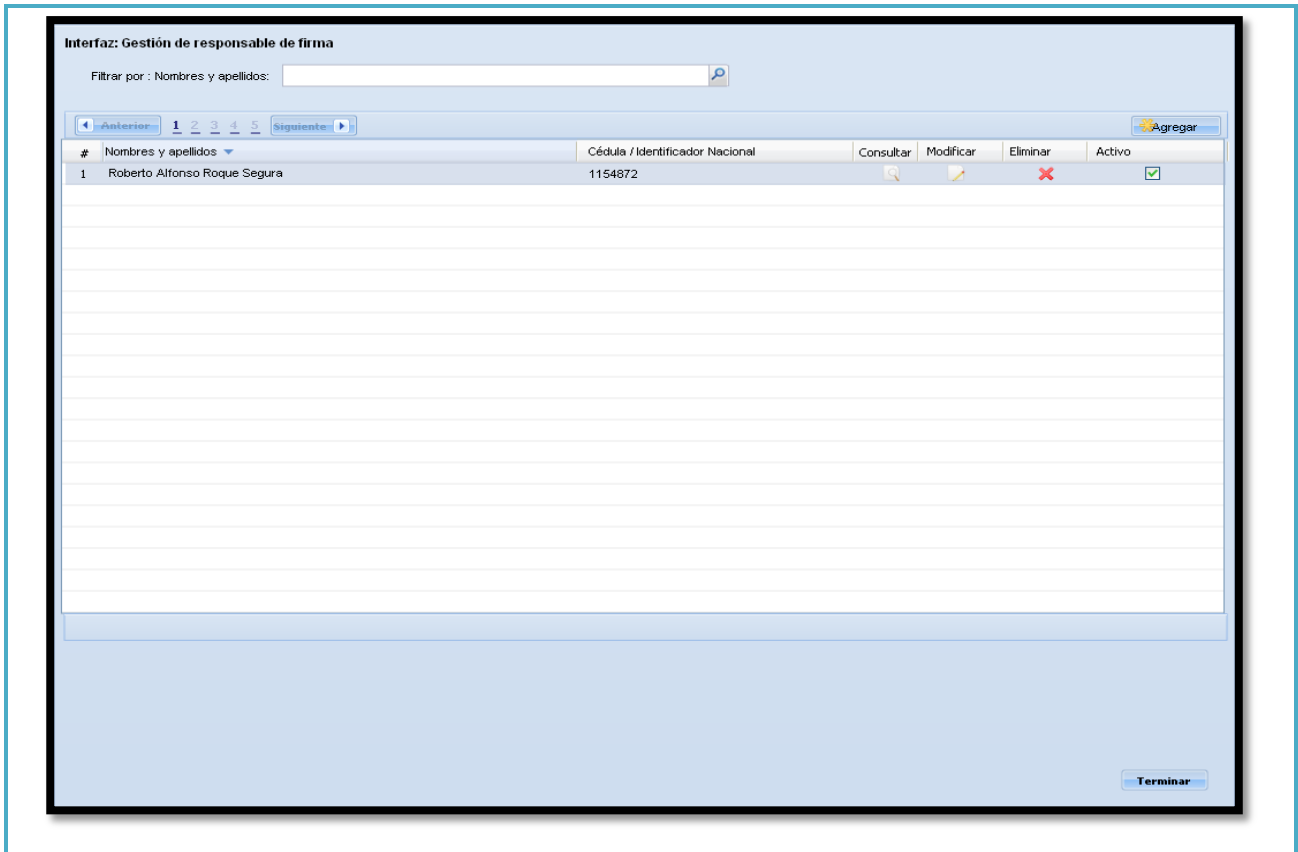 Interfaz: Gestión de responsable de firma
Filtrar por : Nombres y apellidos:
Anterior 1 2 3 4 5 Siguiente Agregar
# Nombres y apellidos Cédula / Identificador Nacional Consultar Modificar Eliminar Activo
1 Roberto Alfonso Roque Segura 1154872
Terminar